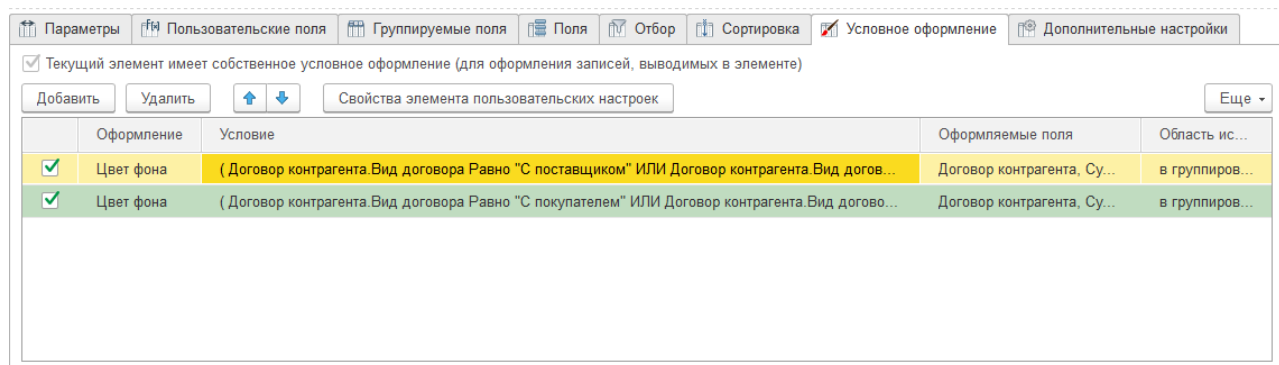 Параметры Пользовательские поля Группируемые поля Поля Отбор Сортировка Условное оформление Дополнительные настройки
Текущий элемент имеет собственное условное оформление (для оформления записей, выводимых в элементе)
Добавить Удалить Свойства элемента пользовательских настроек Еще
Оформление Условие Оформляемые поля Область ис...
Цвет фона ( Договор контрагента.Вид договора Равно "С поставщиком" ИЛИ Договор контрагента.Вид догов... Договор контрагента, Су... в группиров...
Цвет фона ( Договор контрагента.Вид договора Равно "С покупателем" ИЛИ Договор контрагента.Вид догово... Договор контрагента, Су... в группиров...